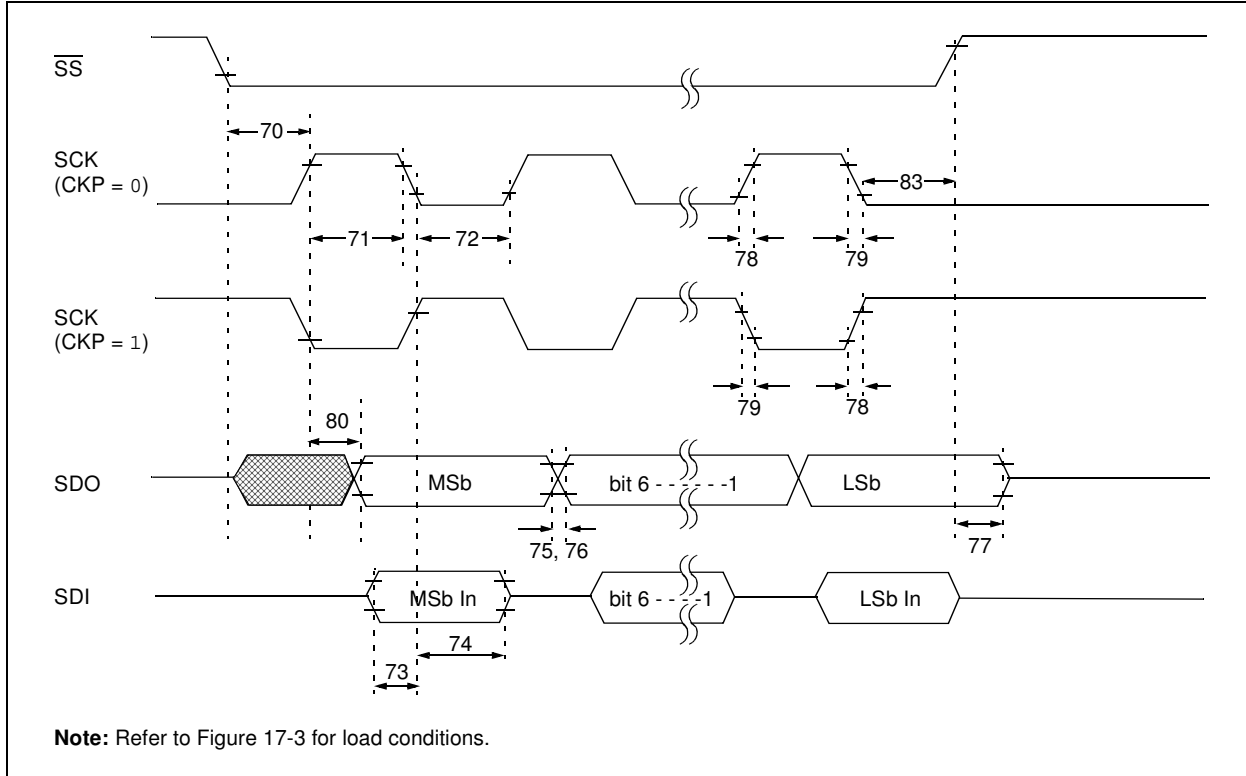 SS
70
SCK
(CKP = 0)
83
71
72
78
79
SCK
(CKP = 1)
79
78
80
SDO
MSb
bit 6 - - - - - -1
LSb
75, 76
77
SDI
MSb In
bit 6 - - - -1
LSb In
74
73
Note: Refer to Figure 17-3 for load conditions.